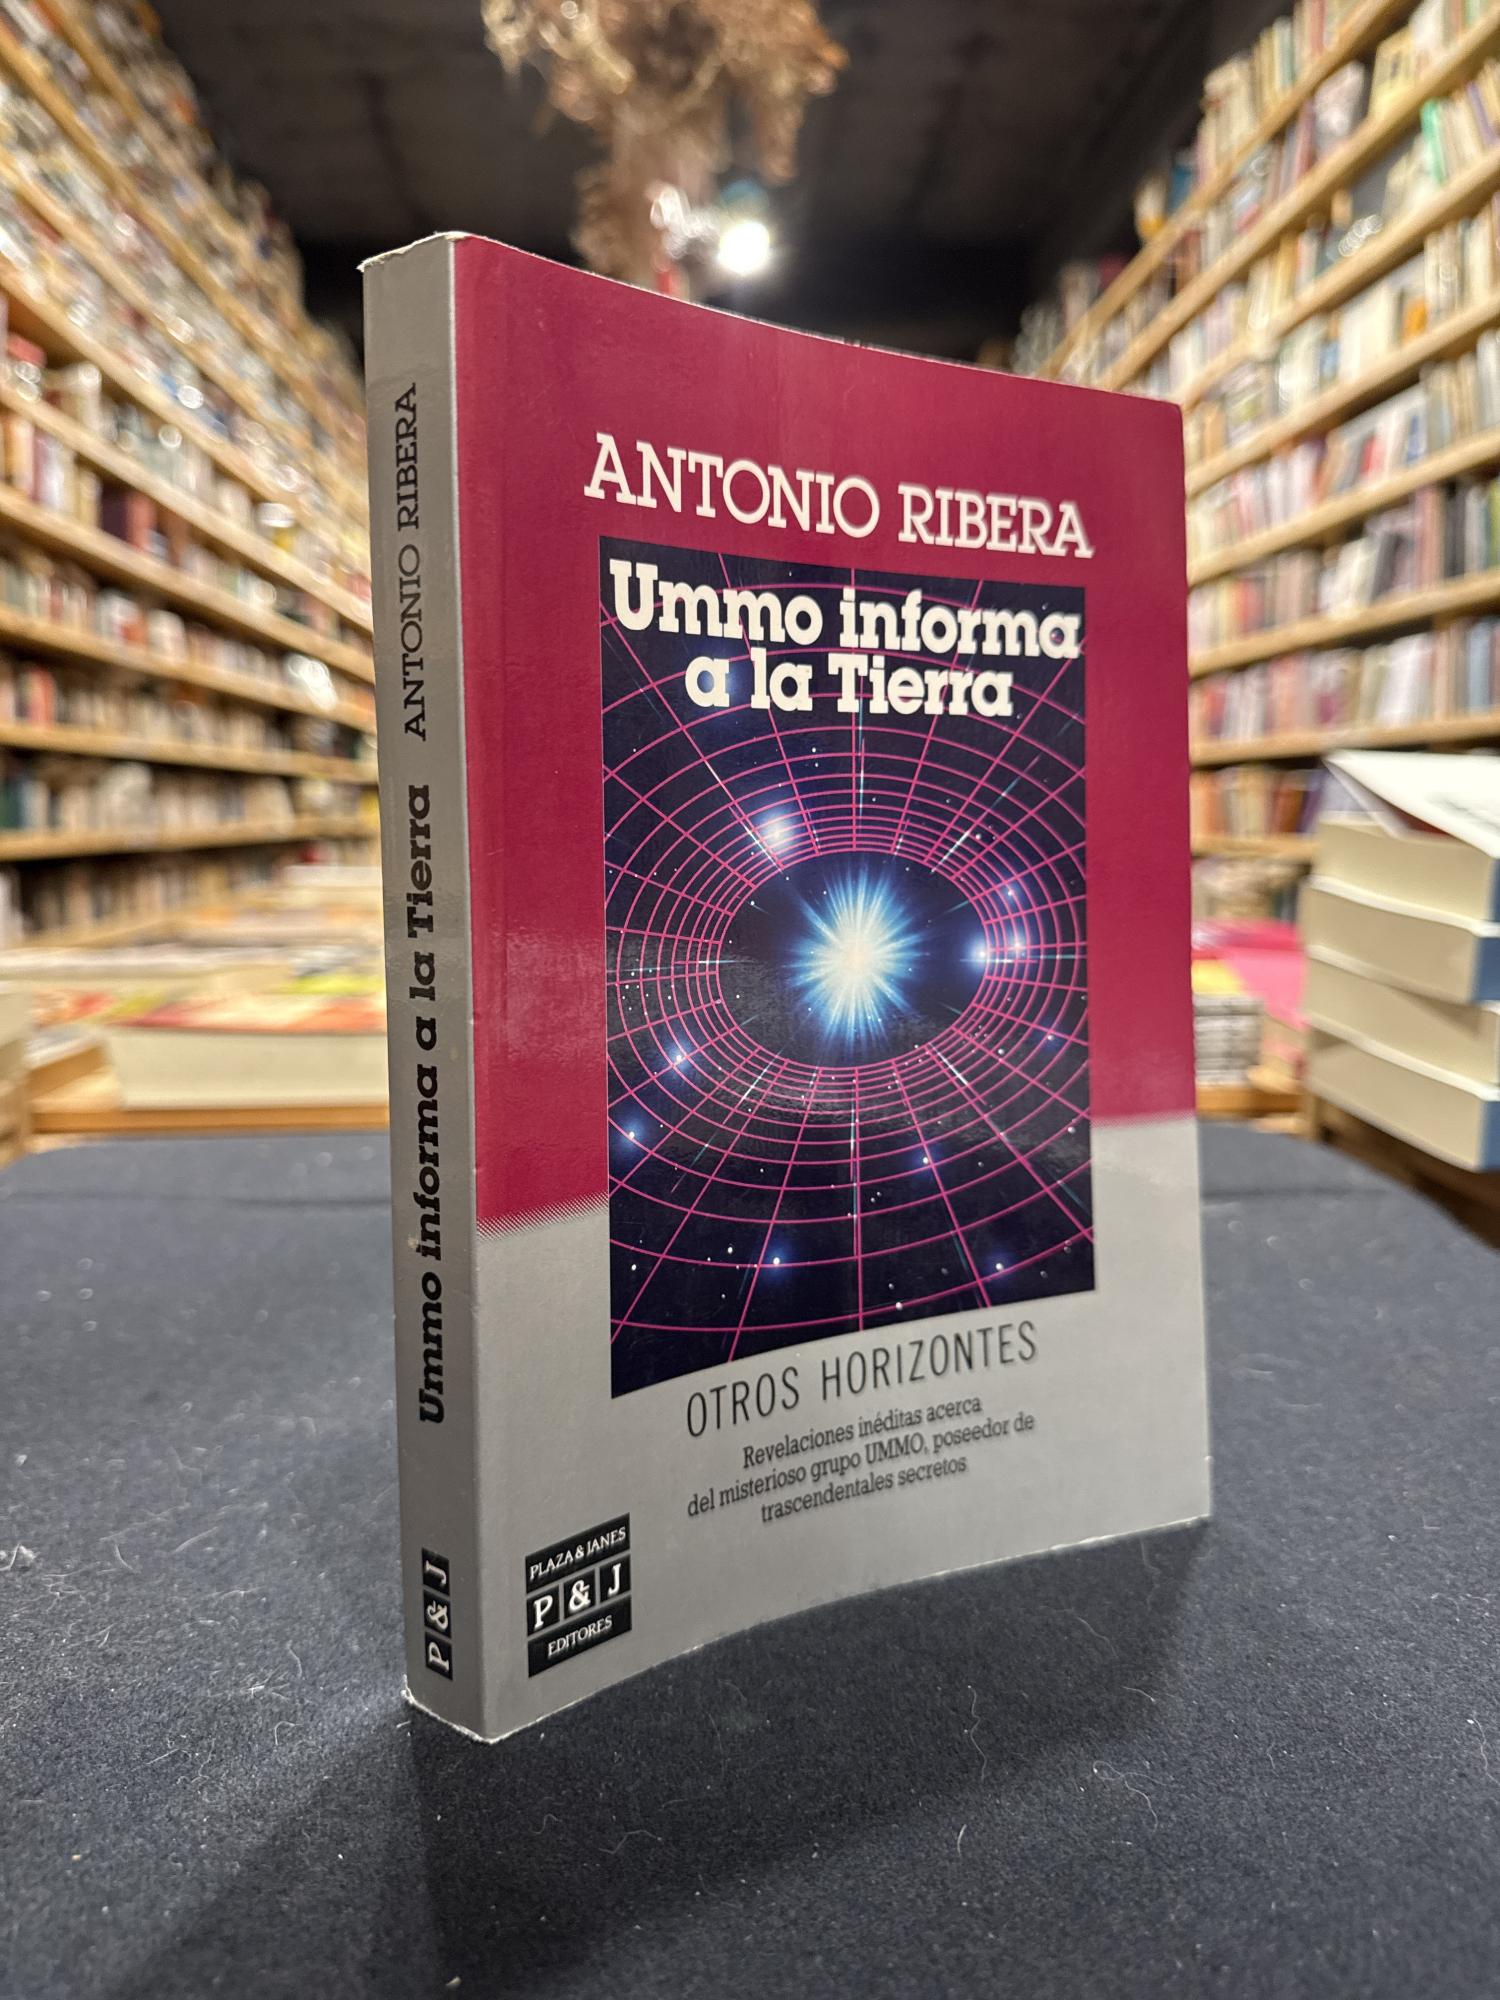 ANTONIO RIBERA
Ummo informa
a la Tierra
OTROS HORIZONTES
Revelaciones inéditas acerca
del misterioso grupo UMMO, poseedor de
trascendentales secretos
PLAZA & JANES
P & J
EDITORES
Ummo informa a la Tierra ANTONIO RIBERA
P & J